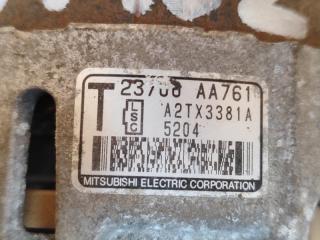 T 23700 AA761
LSC A2TX3381A
5204
MITSUBISHI ELECTRIC CORPORATION